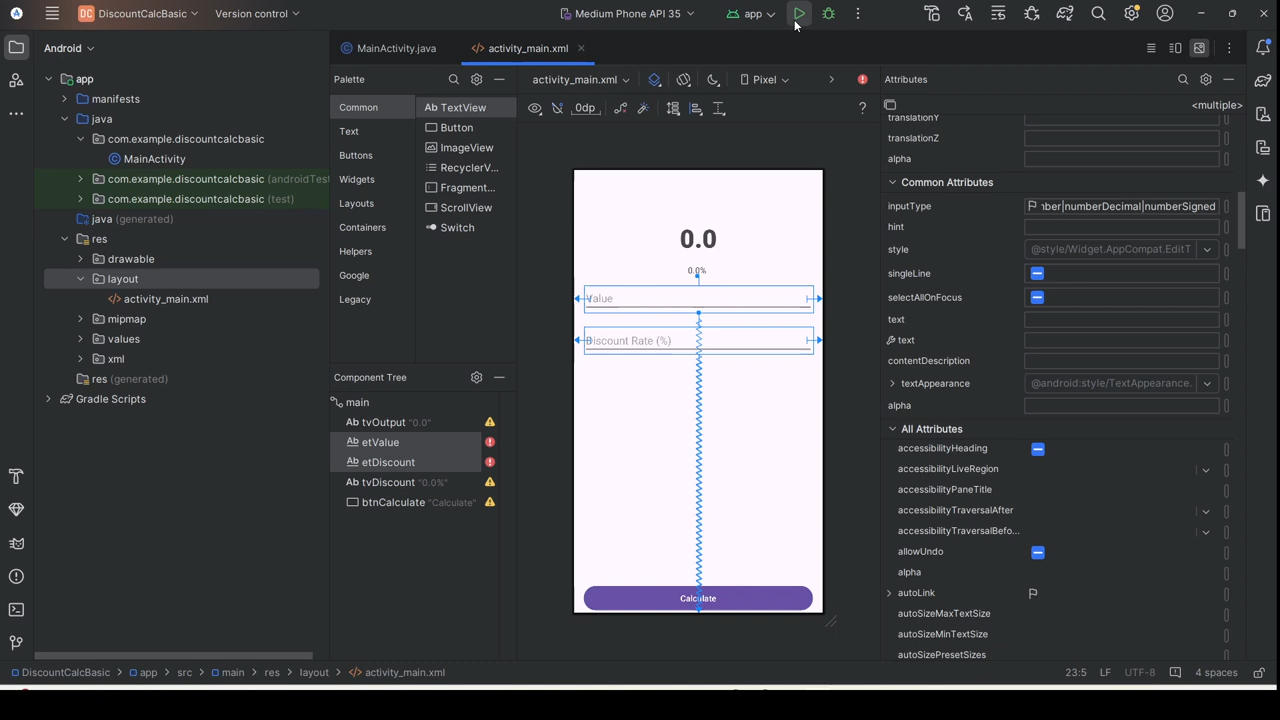 DC DiscountCalcBasic
Version control
Medium Phone API 35
app
Android
MainActivity.java
activity_main.xml
app
manifests
java
com.example.discountcalcbasic
MainActivity
com.example.discountcalcbasic (androidTest
com.example.discountcalcbasic (test)
java (generated)
res
drawable
layout
activity_main.xml
mipmap
values
xml
res (generated)
Gradle Scripts
Palette
Common
Text
Buttons
Widgets
Layouts
Containers
Helpers
Google
Legacy
Ab TextView
Button
ImageView
RecyclerV...
Fragment...
ScrollView
Switch
Component Tree
main
Ab tvOutput "0.0"
Ab etValue
Ab etDiscount
Ab tvDiscount "0.0%"
btnCalculate "Calculate"
activity_main.xml
Pixel
0dp
?
0.0
0.0%
Value
Discount Rate (%)
Calculate
Attributes
<multiple>
translationY
translationZ
alpha
Common Attributes
inputType
mber|numberDecimal|numberSigned
hint
style
@style/Widget.AppCompat.EditT
singleLine
selectAllOnFocus
text
text
contentDescription
textAppearance
@android:style/TextAppearance.
alpha
All Attributes
accessibilityHeading
accessibilityLiveRegion
accessibilityPaneTitle
accessibilityTraversalAfter
accessibilityTraversalBefo...
allowUndo
alpha
autoLink
autoSizeMaxTextSize
autoSizeMinTextSize
autoSizePresetSizes
DiscountCalcBasic > app > src > main > res > layout > activity_main.xml
23:5
LF
UTF-8
4 spaces